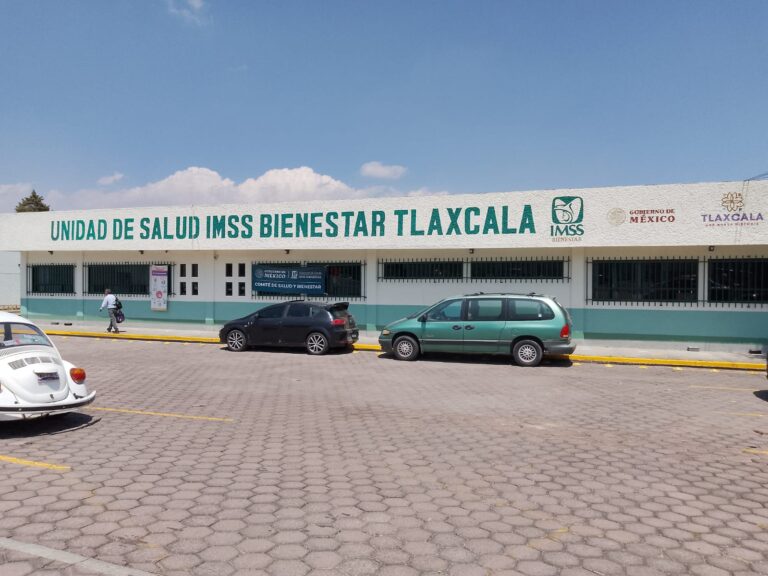 UNIDAD DE SALUD IMSS BIENESTAR TLAXCALA
IMSS
BIENESTAR
GOBIERNO DE
MÉXICO
TLAXCALA
COMITÉ DE SALUD Y BIENESTAR